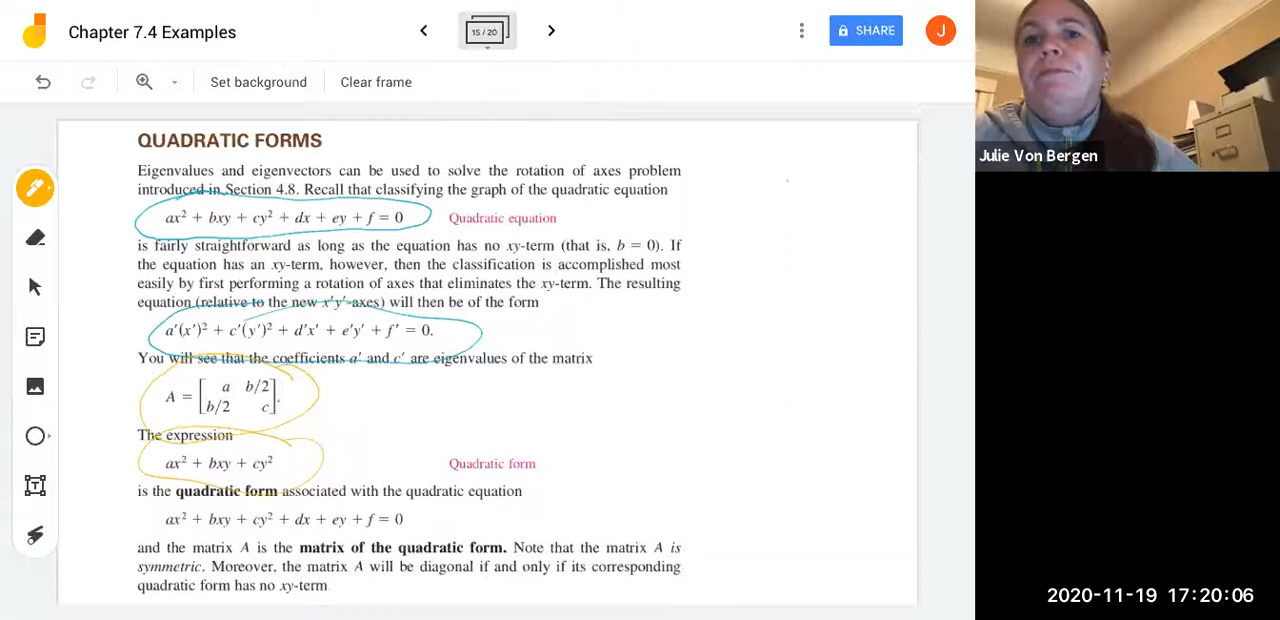 Chapter 7.4 Examples
15 / 20
SHARE
J
Set background
Clear frame
QUADRATIC FORMS
Eigenvalues and eigenvectors can be used to solve the rotation of axes problem
introduced in Section 4.8. Recall that classifying the graph of the quadratic equation
ax² + bxy + cy² + dx + ey + f = 0 Quadratic equation
is fairly straightforward as long as the equation has no xy-term (that is, b = 0). If
the equation has an xy-term, however, then the classification is accomplished most
easily by first performing a rotation of axes that eliminates the xy-term. The resulting
equation (relative to the new x′y′-axes) will then be of the form
a′(x′)² + c′(y′)² + d′x′ + e′y′ + f′ = 0.
You will see that the coefficients a′ and c′ are eigenvalues of the matrix
A = [ a b/2
b/2 c ].
The expression
ax² + bxy + cy² Quadratic form
is the quadratic form associated with the quadratic equation
ax² + bxy + cy² + dx + ey + f = 0
and the matrix A is the matrix of the quadratic form. Note that the matrix A is
symmetric. Moreover, the matrix A will be diagonal if and only if its corresponding
quadratic form has no xy-term
Julie Von Bergen
2020-11-19 17:20:06